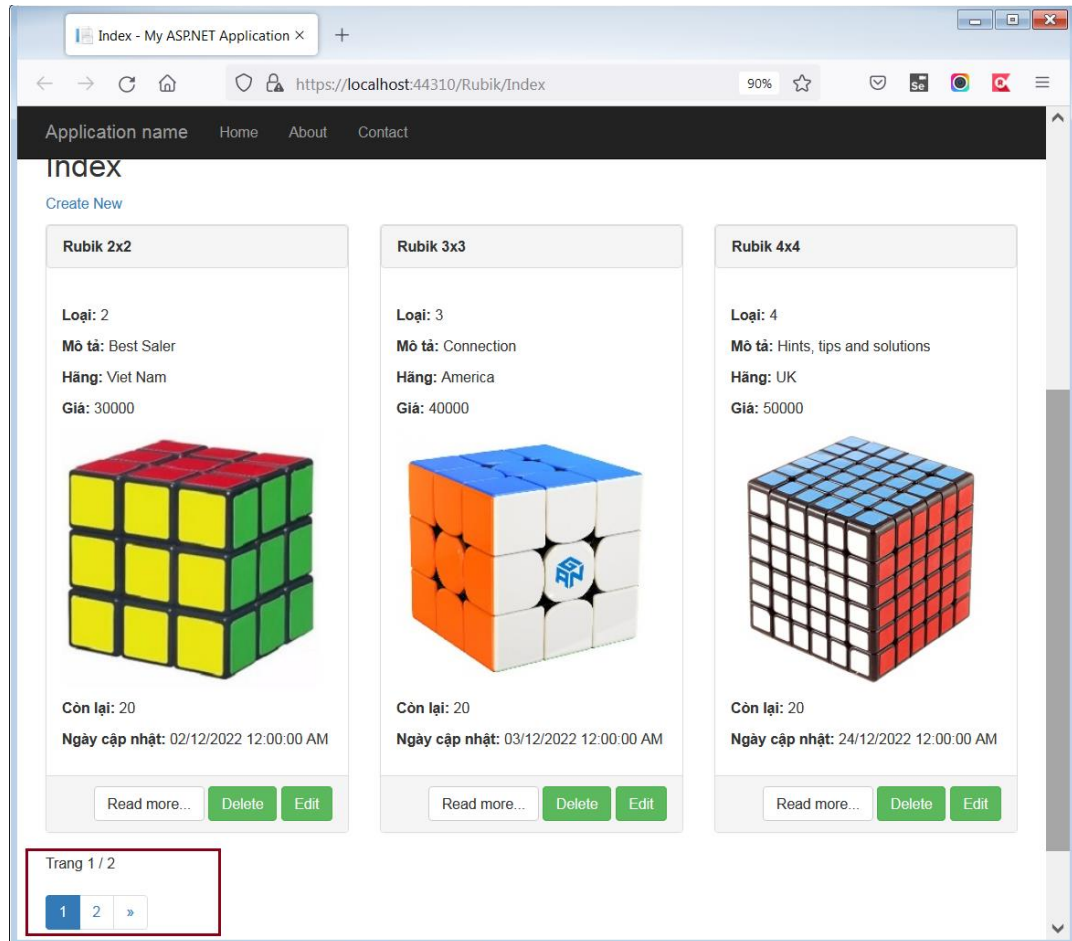 Index - My ASP.NET Application
https://localhost:44310/Rubik/Index
90%
Se
Application name Home About Contact
Index
Create New
Rubik 2x2
Loại: 2
Mô tả: Best Saler
Hãng: Viet Nam
Giá: 30000
Còn lại: 20
Ngày cập nhật: 02/12/2022 12:00:00 AM
Read more... Delete Edit
Rubik 3x3
Loại: 3
Mô tả: Connection
Hãng: America
Giá: 40000
GAN
Còn lại: 20
Ngày cập nhật: 03/12/2022 12:00:00 AM
Read more... Delete Edit
Rubik 4x4
Loại: 4
Mô tả: Hints, tips and solutions
Hãng: UK
Giá: 50000
Còn lại: 20
Ngày cập nhật: 24/12/2022 12:00:00 AM
Read more... Delete Edit
Trang 1 / 2
1 2 »